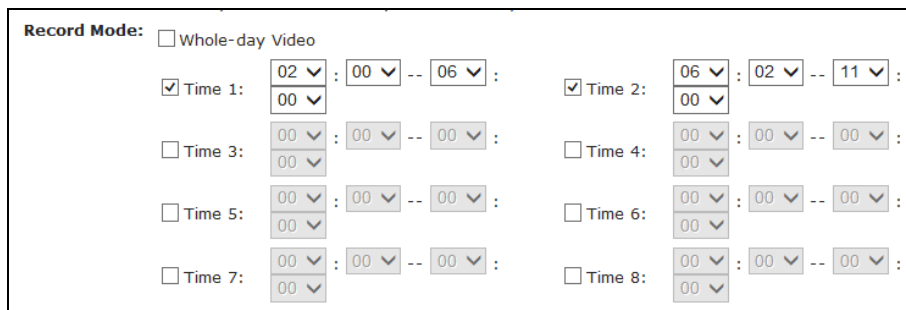 Record Mode: Whole-day Video
Time 1: 02 : 00 -- 06 : 00
Time 2: 06 : 02 -- 11 : 00
Time 3: 00 : 00 -- 00 : 00
Time 4: 00 : 00 -- 00 : 00
Time 5: 00 : 00 -- 00 : 00
Time 6: 00 : 00 -- 00 : 00
Time 7: 00 : 00 -- 00 : 00
Time 8: 00 : 00 -- 00 : 00